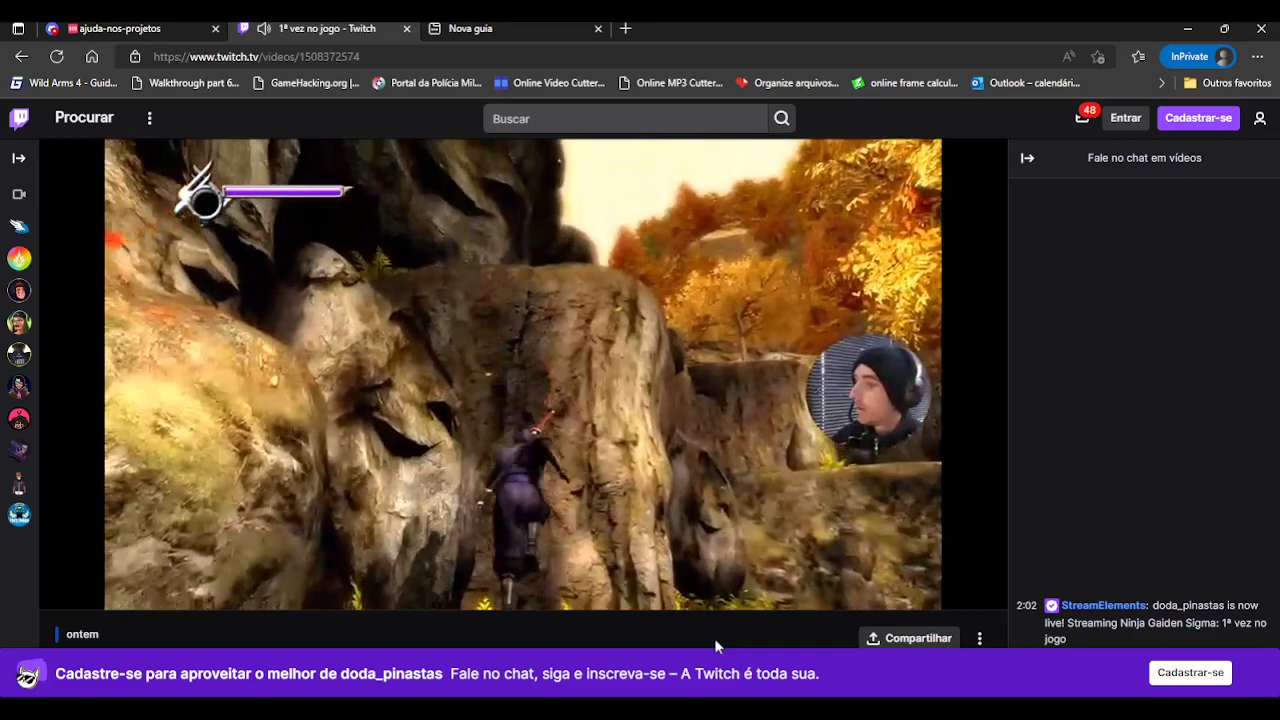 ajuda-nos-projetos
1ª vez no jogo - Twitch
Nova guia
https://www.twitch.tv/videos/1508372574
InPrivate
Wild Arms 4 - Guid...
Walkthrough part 6...
GameHacking.org |...
Portal da Polícia Mil...
Online Video Cutter...
Online MP3 Cutter...
Organize arquivos...
online frame calcul...
Outlook – calendári...
Outros favoritos
Procurar
Buscar
48
Entrar
Cadastrar-se
Fale no chat em vídeos
2:02 StreamElements: doda_pinastas is now
live! Streaming Ninja Gaiden Sigma: 1ª vez no
jogo
ontem
Compartilhar
Cadastre-se para aproveitar o melhor de doda_pinastas Fale no chat, siga e inscreva-se – A Twitch é toda sua.
Cadastrar-se